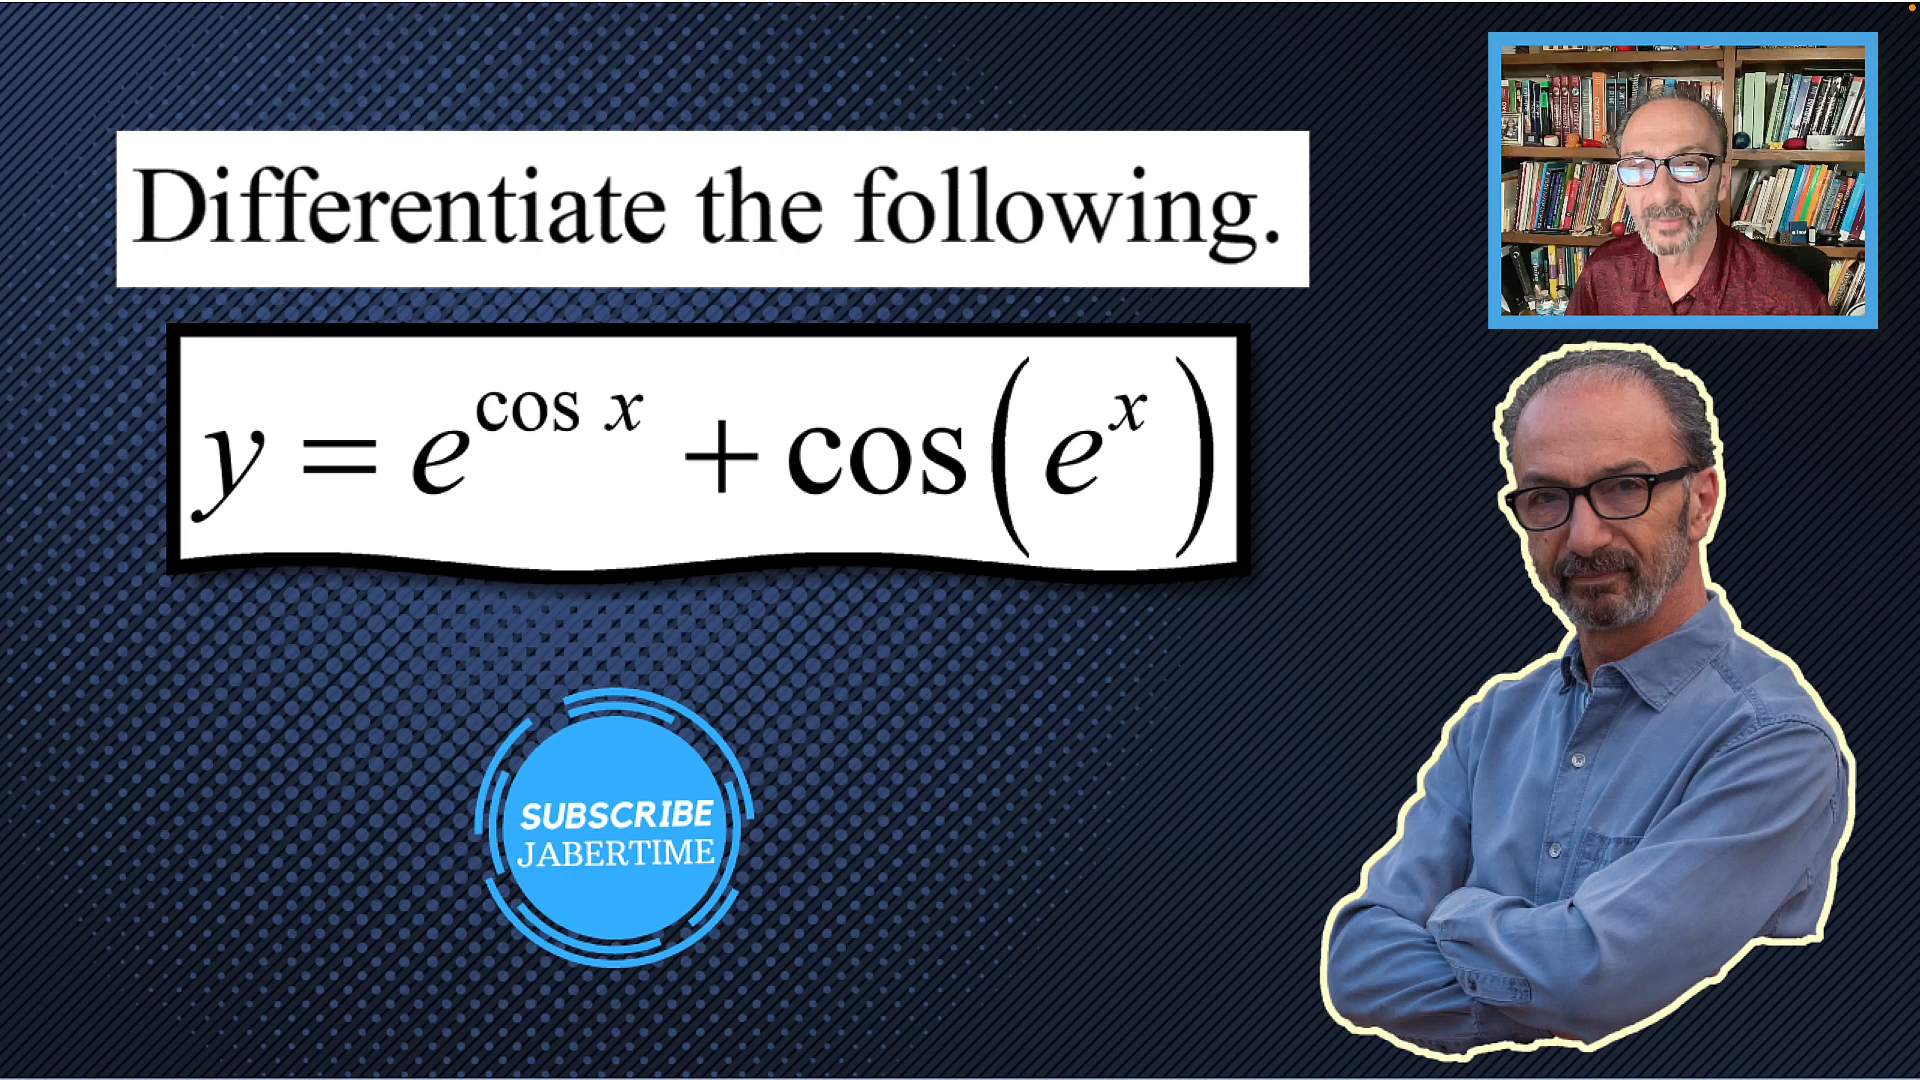 Differentiate the following.
y = e^{cos x} + cos(e^x)
SUBSCRIBE
JABERTIME